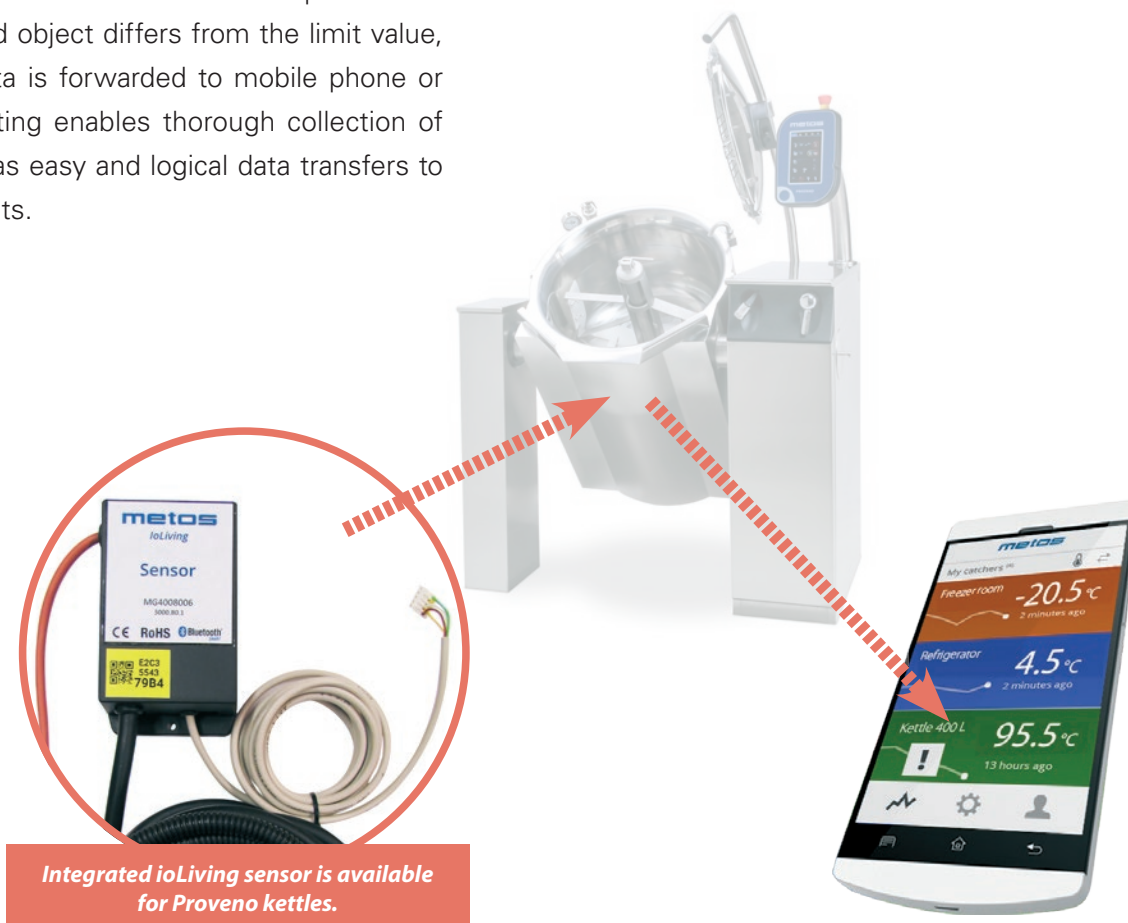 d object differs from the limit value,
ta is forwarded to mobile phone or
ting enables thorough collection of
as easy and logical data transfers to
ts.
metos
metos
IoLiving
Sensor
MG4008006
CE RoHS Bluetooth
E2C3
5543
79B4
metos
My catchers
Freezer room -20.5 °C
2 minutes ago
Refrigerator 4.5 °C
2 minutes ago
Kettle 400 L 95.5 °C
!
13 hours ago
Integrated ioLiving sensor is available
for Proveno kettles.